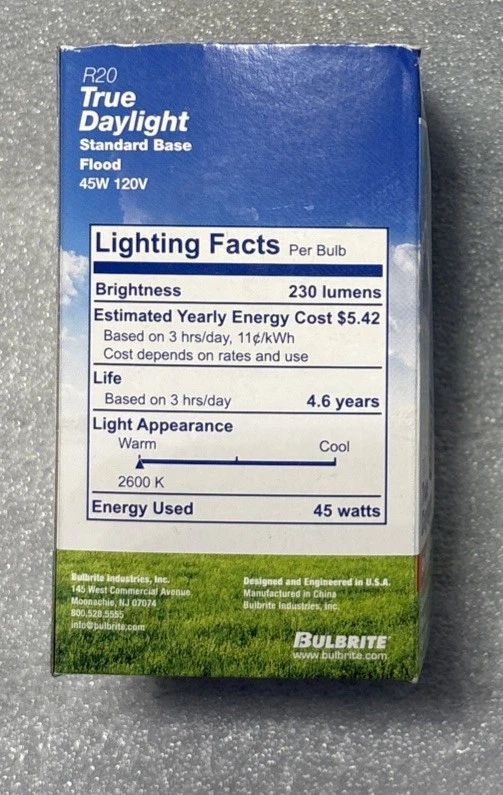 R20
True
Daylight
Standard Base
Flood
45W 120V
Lighting Facts Per Bulb
Brightness 230 lumens
Estimated Yearly Energy Cost $5.42
Based on 3 hrs/day, 11¢/kWh
Cost depends on rates and use
Life
Based on 3 hrs/day 4.6 years
Light Appearance
Warm Cool
2600 K
Energy Used 45 watts
Bulbrite Industries, Inc.
145 West Commercial Avenue
Moonachie, NJ 07074
800.528.5555
info@bulbrite.com
Designed and Engineered in U.S.A.
Manufactured in China
Bulbrite Industries, Inc.
BULBRITE
www.bulbrite.com